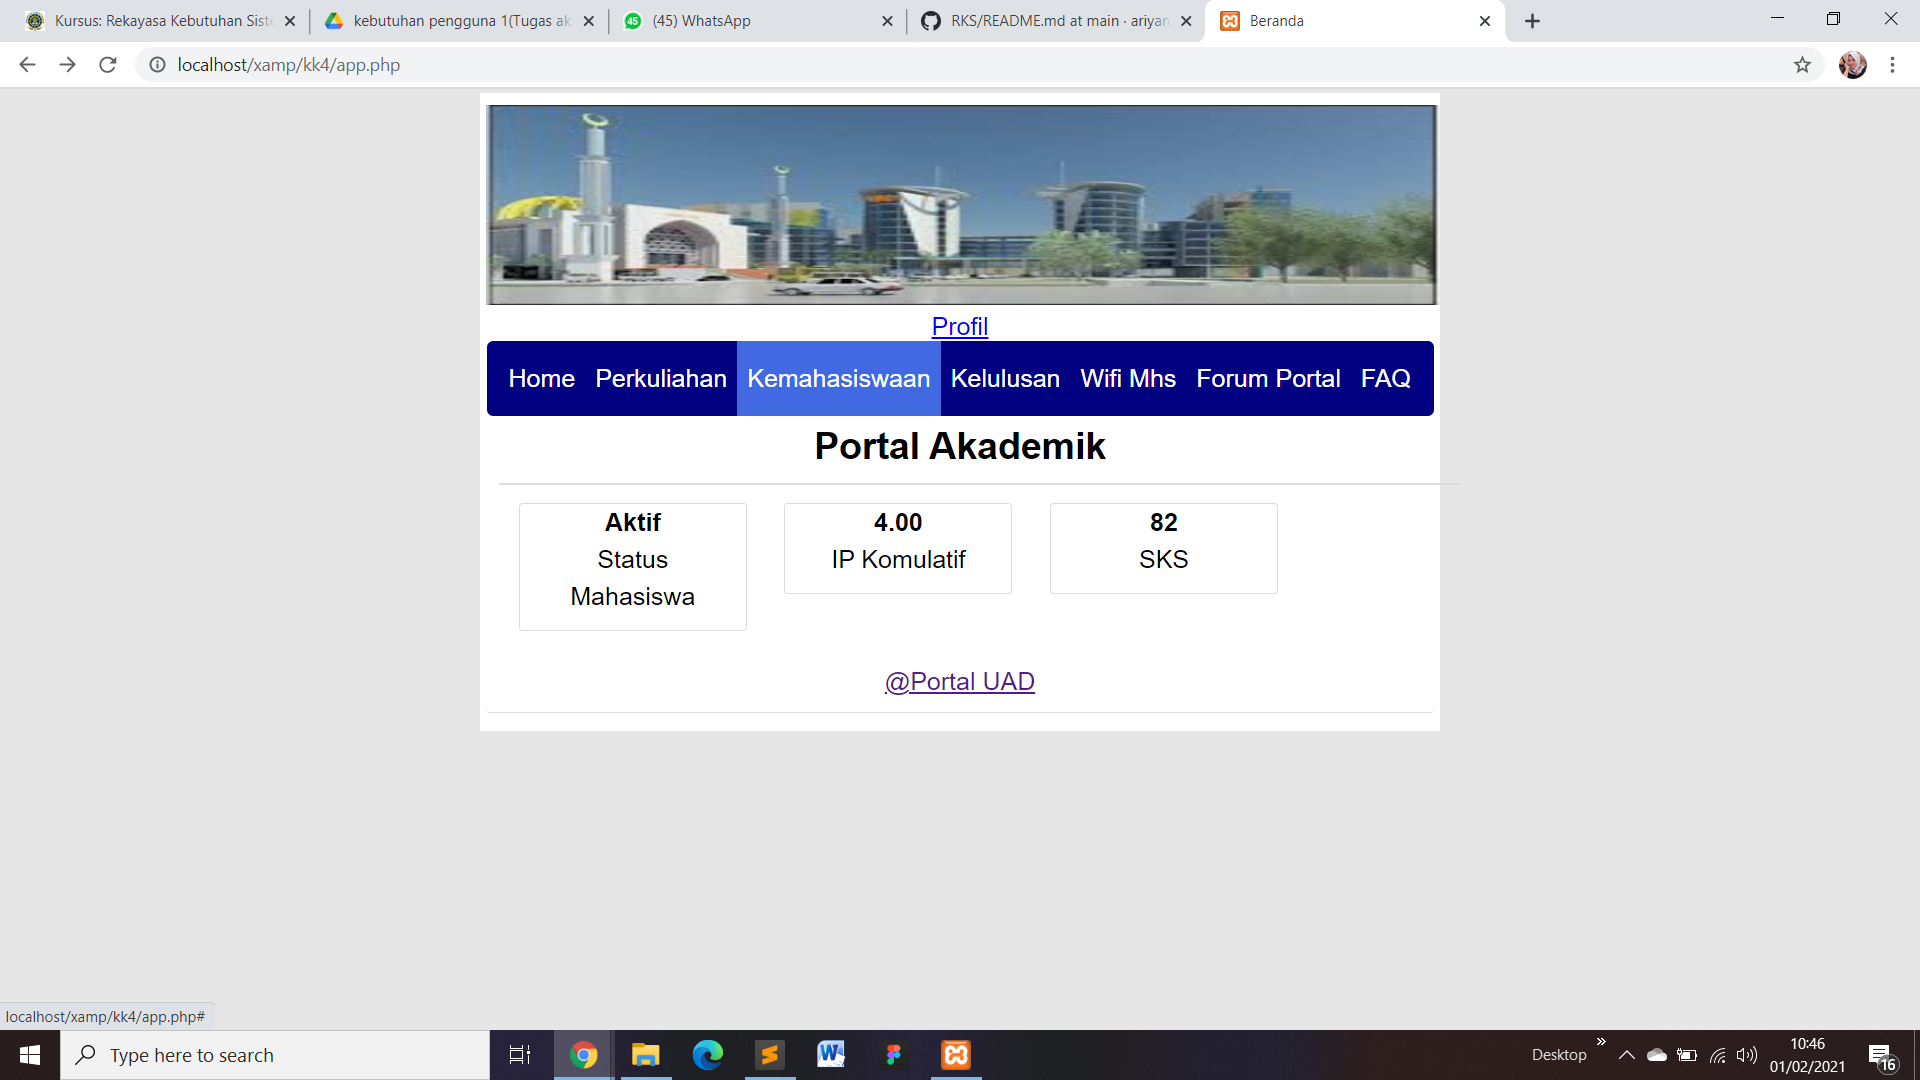 Kursus: Rekayasa Kebutuhan Siste
kebutuhan pengguna 1(Tugas ak
(45) WhatsApp
RKS/README.md at main · ariyan
Beranda
localhost/xamp/kk4/app.php
Profil
Home Perkuliahan Kemahasiswaan Kelulusan Wifi Mhs Forum Portal FAQ
Portal Akademik
Aktif
Status
Mahasiswa
4.00
IP Komulatif
82
SKS
@Portal UAD
localhost/xamp/kk4/app.php#
Type here to search
Desktop
10:46
01/02/2021
16